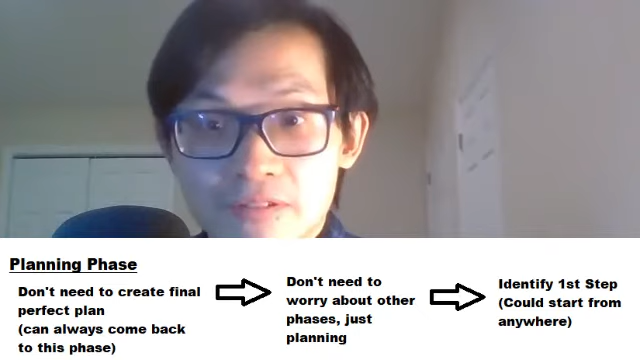 Planning Phase
Don't need to create final
perfect plan
(can always come back
to this phase)
Don't need to
worry about other
phases, just
planning
Identify 1st Step
(Could start from
anywhere)